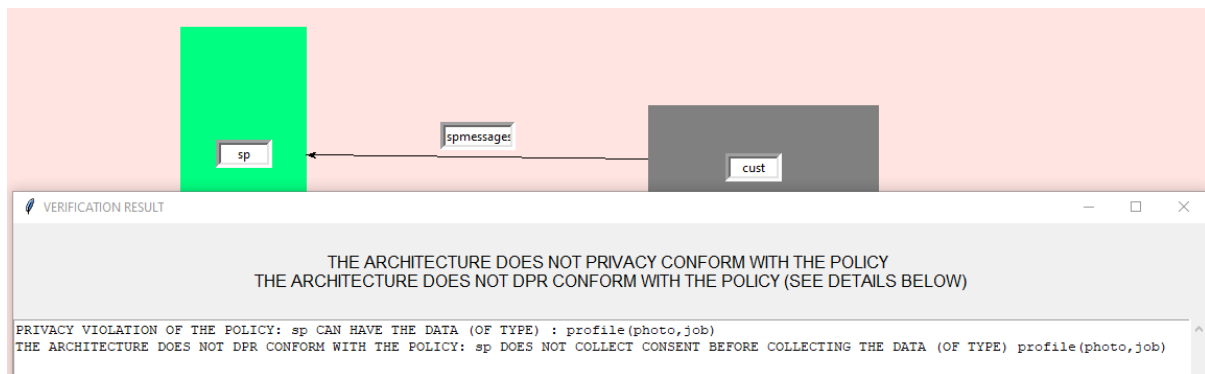 spmessages
sp
cust
VERIFICATION RESULT
THE ARCHITECTURE DOES NOT PRIVACY CONFORM WITH THE POLICY
THE ARCHITECTURE DOES NOT DPR CONFORM WITH THE POLICY (SEE DETAILS BELOW)
PRIVACY VIOLATION OF THE POLICY: sp CAN HAVE THE DATA (OF TYPE) : profile(photo,job)
THE ARCHITECTURE DOES NOT DPR CONFORM WITH THE POLICY: sp DOES NOT COLLECT CONSENT BEFORE COLLECTING THE DATA (OF TYPE) profile(photo,job)